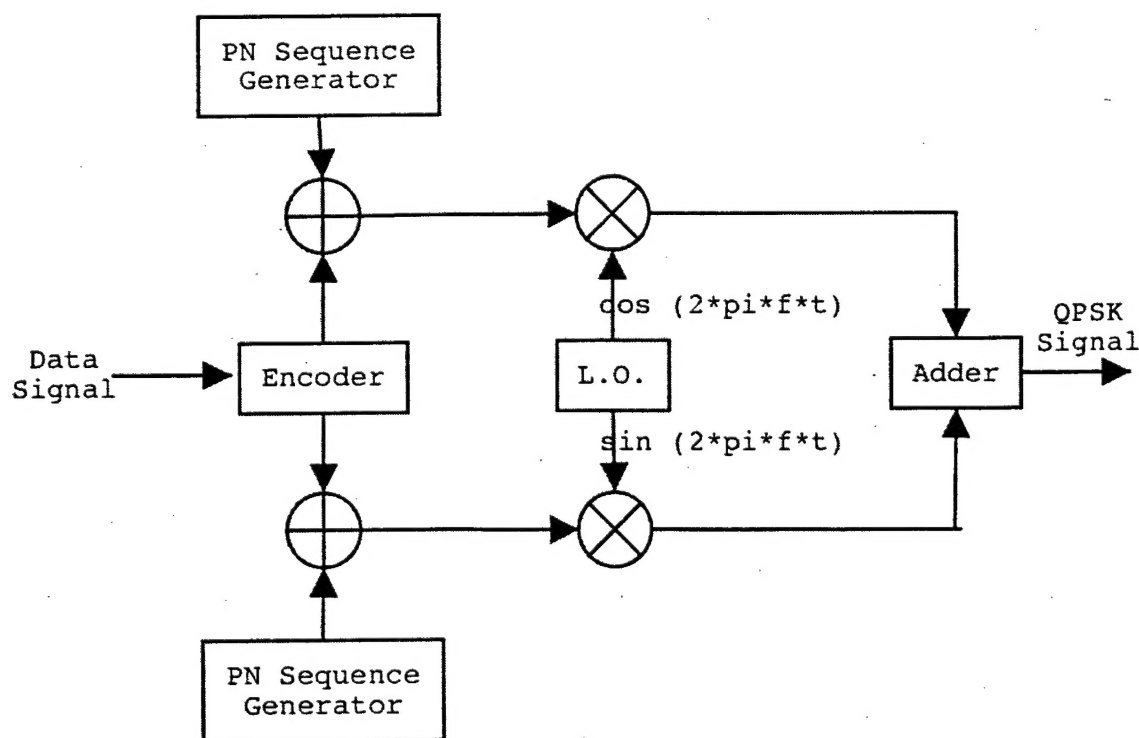 PN Sequence
Generator
cos (2*pi*f*t)
Data
Signal
Encoder
L.O.
Adder
QPSK
Signal
sin (2*pi*f*t)
PN Sequence
Generator